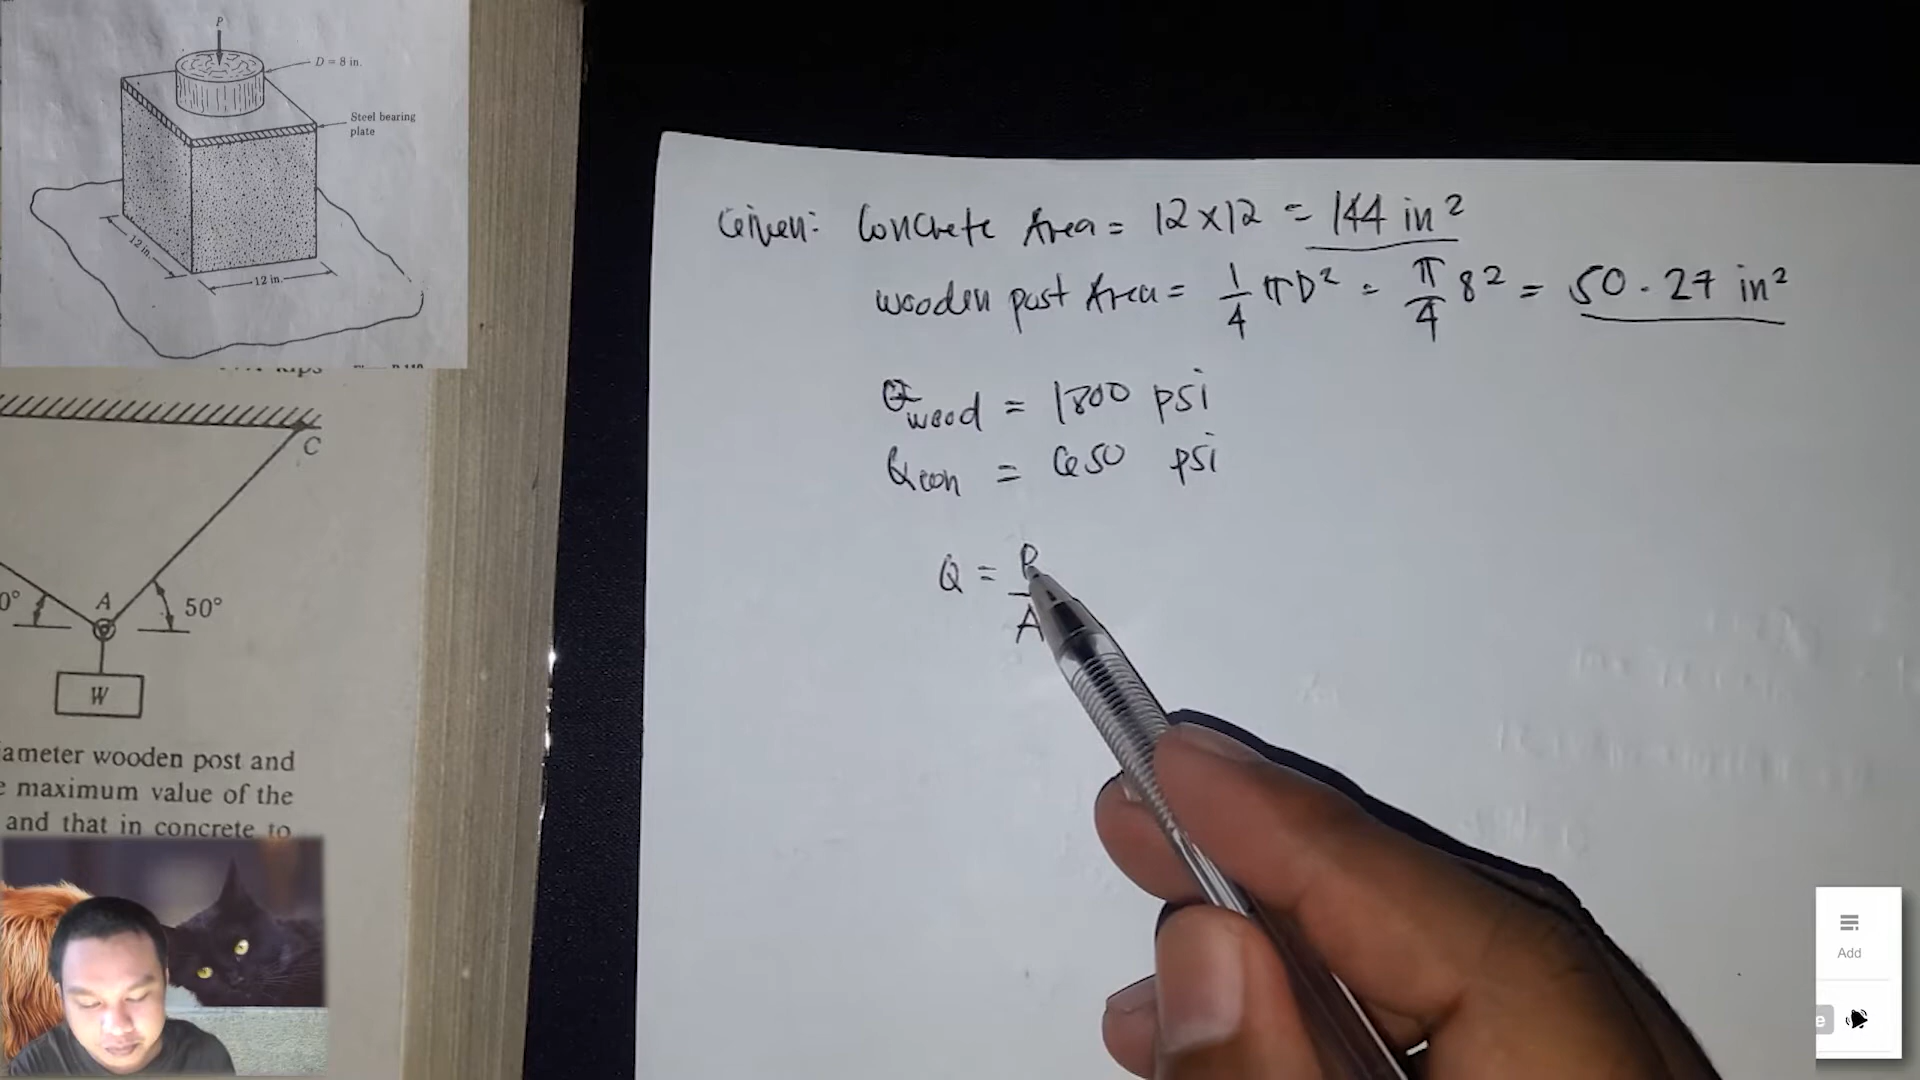 P
D = 8 in.
Steel bearing
plate
12 in.
12 in.
kips
C
A
50°
0°
W
ameter wooden post and
e maximum value of the
and that in concrete to
Given: Concrete Area = 12 x 12 = 144 in²
wooden post Area = 1/4 πD² = π/4 8² = 50.27 in²
σwood = 1800 psi
σcon = 650 psi
σ = P/A
Add
e